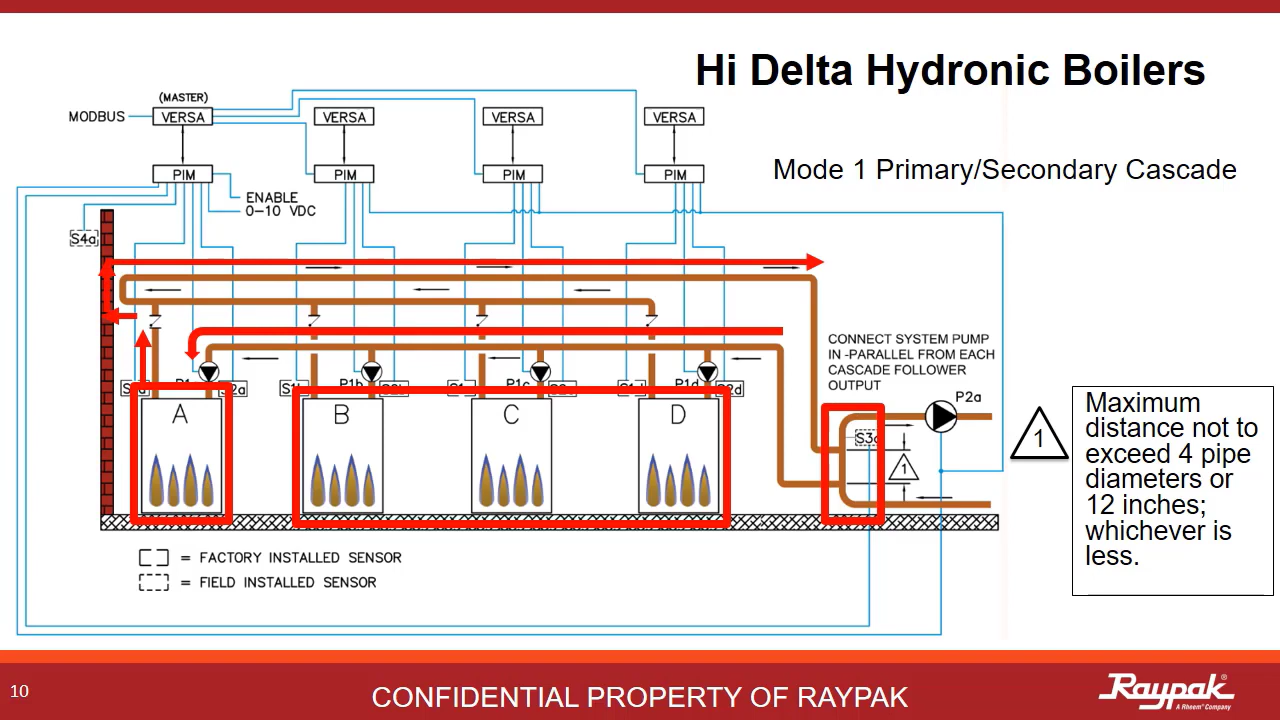 Hi Delta Hydronic Boilers
Mode 1 Primary/Secondary Cascade
(MASTER)
MODBUS
VERSA
VERSA
VERSA
VERSA
PIM
PIM
PIM
PIM
ENABLE
0-10 VDC
S4a
CONNECT SYSTEM PUMP
IN -PARALLEL FROM EACH
CASCADE FOLLOWER
OUTPUT
P1b
P1c
P1d
P2a
A
B
C
D
1
1
Maximum
distance not to
exceed 4 pipe
diameters or
12 inches;
whichever is
less.
= FACTORY INSTALLED SENSOR
= FIELD INSTALLED SENSOR
10
CONFIDENTIAL PROPERTY OF RAYPAK
Raypak®
A Rheem® Company